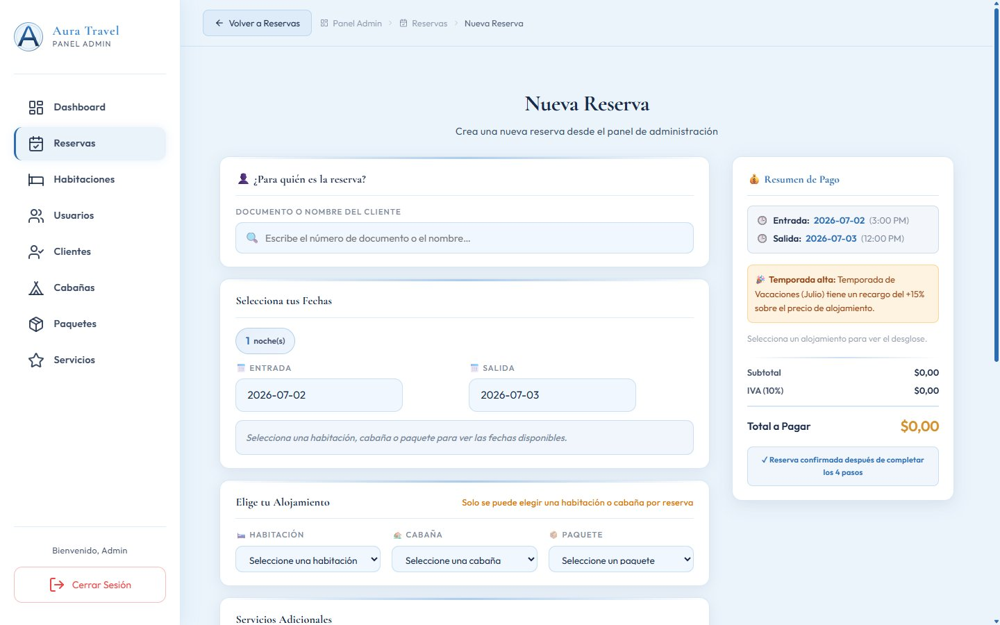 Aura Travel
PANEL ADMIN
Dashboard
Reservas
Habitaciones
Usuarios
Clientes
Cabañas
Paquetes
Servicios
Bienvenido, Admin
Cerrar Sesión
← Volver a Reservas
Panel Admin › Reservas › Nueva Reserva
Nueva Reserva
Crea una nueva reserva desde el panel de administración
¿Para quién es la reserva?
DOCUMENTO O NOMBRE DEL CLIENTE
Escribe el número de documento o el nombre...
Selecciona tus Fechas
1 noche(s)
ENTRADA
SALIDA
2026-07-02
2026-07-03
Selecciona una habitación, cabaña o paquete para ver las fechas disponibles.
Elige tu Alojamiento
Solo se puede elegir una habitación o cabaña por reserva
HABITACIÓN
CABAÑA
PAQUETE
Seleccione una habitación
Seleccione una cabaña
Seleccione un paquete
Servicios Adicionales
Resumen de Pago
Entrada: 2026-07-02 (3:00 PM)
Salida: 2026-07-03 (12:00 PM)
Temporada alta: Temporada de
Vacaciones (Julio) tiene un recargo del +15%
sobre el precio de alojamiento.
Selecciona un alojamiento para ver el desglose.
Subtotal $0,00
IVA (10%) $0,00
Total a Pagar $0,00
✓ Reserva confirmada después de completar
los 4 pasos